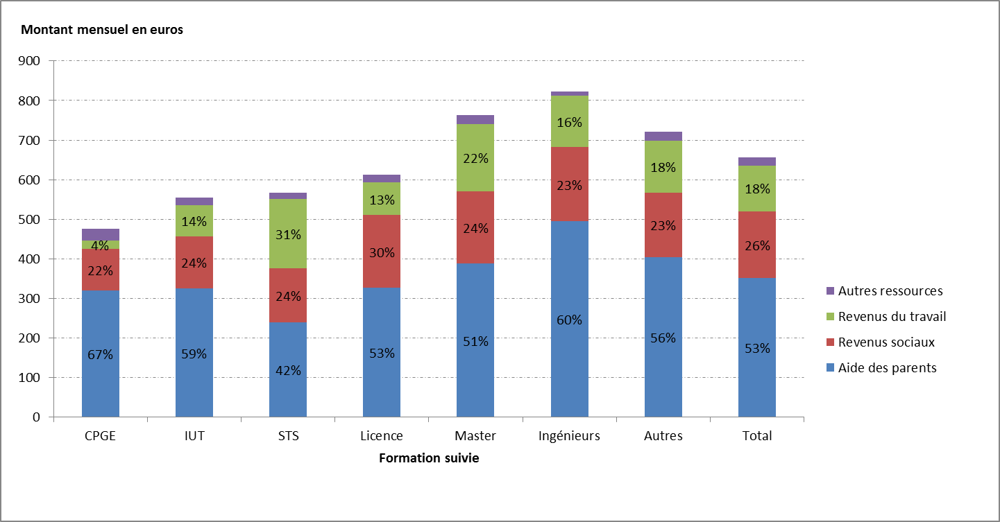 Montant mensuel en euros
900
800
700
600
500
400
300
200
100
0
67%
22%
4%
59%
24%
14%
42%
24%
31%
53%
30%
13%
51%
24%
22%
60%
23%
16%
56%
23%
18%
53%
26%
18%
CPGE
IUT
STS
Licence
Master
Ingénieurs
Autres
Total
Formation suivie
Autres ressources
Revenus du travail
Revenus sociaux
Aide des parents